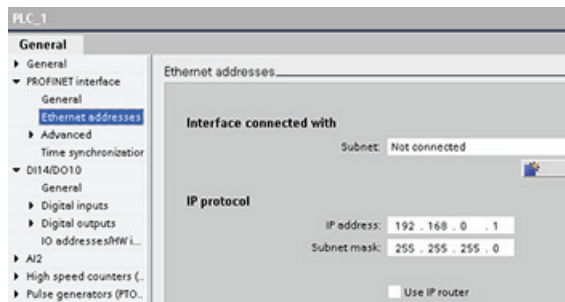 PLC_1
General
General
PROFINET interface
General
Ethernet addresses
Advanced
Time synchronization
DI14/DO10
General
Digital inputs
Digital outputs
IO addresses/HW i...
AI2
High speed counters (...
Pulse generators (PTO...
Ethernet addresses
Interface connected with
Subnet: Not connected
IP protocol
IP address: 192 . 168 . 0 . 1
Subnet mask: 255 . 255 . 255 . 0
Use IP router